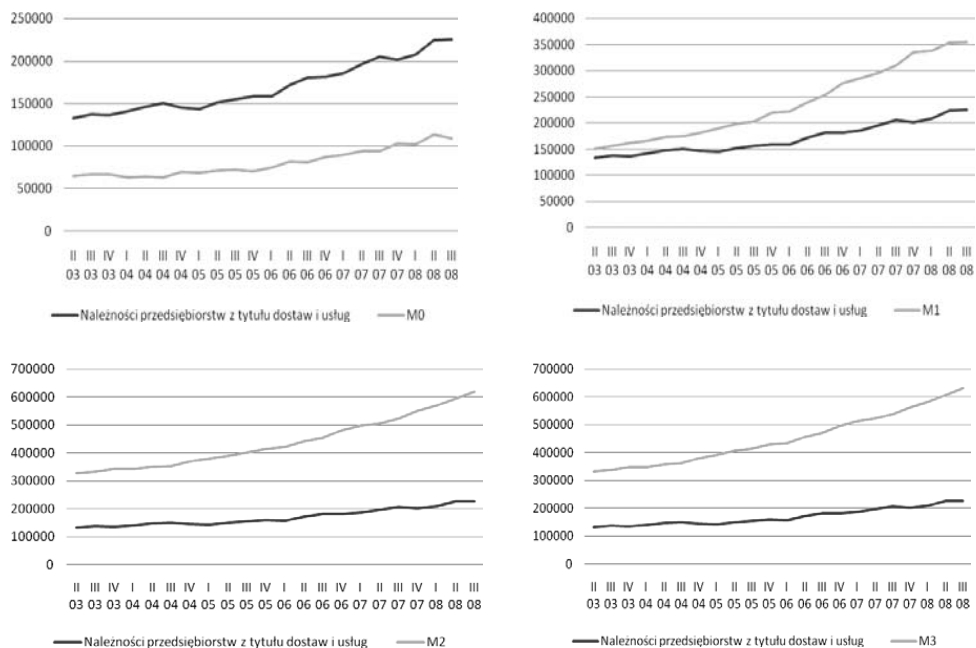 250000
200000
150000
100000
50000
0
II III IV I II III IV I II III IV I II III IV I II III IV I II III
03 03 03 04 04 04 04 05 05 05 05 06 06 06 06 07 07 07 07 08 08 08
Należności przedsiębiorstw z tytułu dostaw i usług M0
400000
350000
300000
250000
200000
150000
100000
50000
0
II III IV I II III IV I II III IV I II III IV I II III IV I II III
03 03 03 04 04 04 04 05 05 05 05 06 06 06 06 07 07 07 07 08 08 08
Należności przedsiębiorstw z tytułu dostaw i usług M1
700000
600000
500000
400000
300000
200000
100000
0
II III IV I II III IV I II III IV I II III IV I II III IV I II III
03 03 03 04 04 04 04 05 05 05 05 06 06 06 06 07 07 07 07 08 08 08
Należności przedsiębiorstw z tytułu dostaw i usług M2
700000
600000
500000
400000
300000
200000
100000
0
II III IV I II III IV I II III IV I II III IV I II III IV I II III
03 03 03 04 04 04 04 05 05 05 05 06 06 06 06 07 07 07 07 08 08 08
Należności przedsiębiorstw z tytułu dostaw i usług M3